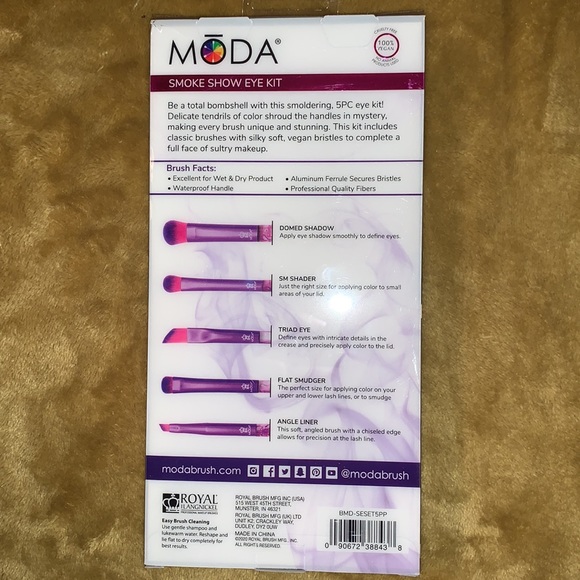 MŌDA®
CRUELTY FREE
100%
VEGAN
SMOKE SHOW EYE KIT
Be a total bombshell with this smoldering, 5PC eye kit!
Delicate tendrils of color shroud the handles in mystery,
making every brush unique and stunning. This kit includes
classic brushes with silky soft, vegan bristles to complete a
full face of sultry makeup.
Brush Facts:
• Excellent for Wet & Dry Product
• Aluminum Ferrule Secures Bristles
• Waterproof Handle
• Professional Quality Fibers
DOMED SHADOW
Apply eye shadow smoothly to define eyes.
SM SHADER
Just the right size for applying color to small
areas of your lid.
TRIAD EYE
Define eyes with intricate details in the
crease and precisely apply color to the lid.
FLAT SMUDGER
The perfect size for applying color on your
upper and lower lash lines, or to smudge
ANGLE LINER
This soft, angled brush with a chiseled edge
allows for precision at the lash line.
modabrush.com
@modabrush
ROYAL
& LANGNICKEL
Easy Brush Cleaning
Use gentle shampoo and
lukewarm water. Reshape and
lie flat to dry completely for
best results.
ROYAL BRUSH MFG INC (USA)
515 WEST 45TH STREET,
MUNSTER, IN 46321
ROYAL BRUSH MFG (UK) LTD
UNIT K2, CRACKLEY WAY,
DUDLEY, DY2 0UW
MADE IN CHINA
©2020 ROYAL BRUSH MFG, INC.
ALL RIGHTS RESERVED.
BMD-SESET5PP
0 90672 38843 8